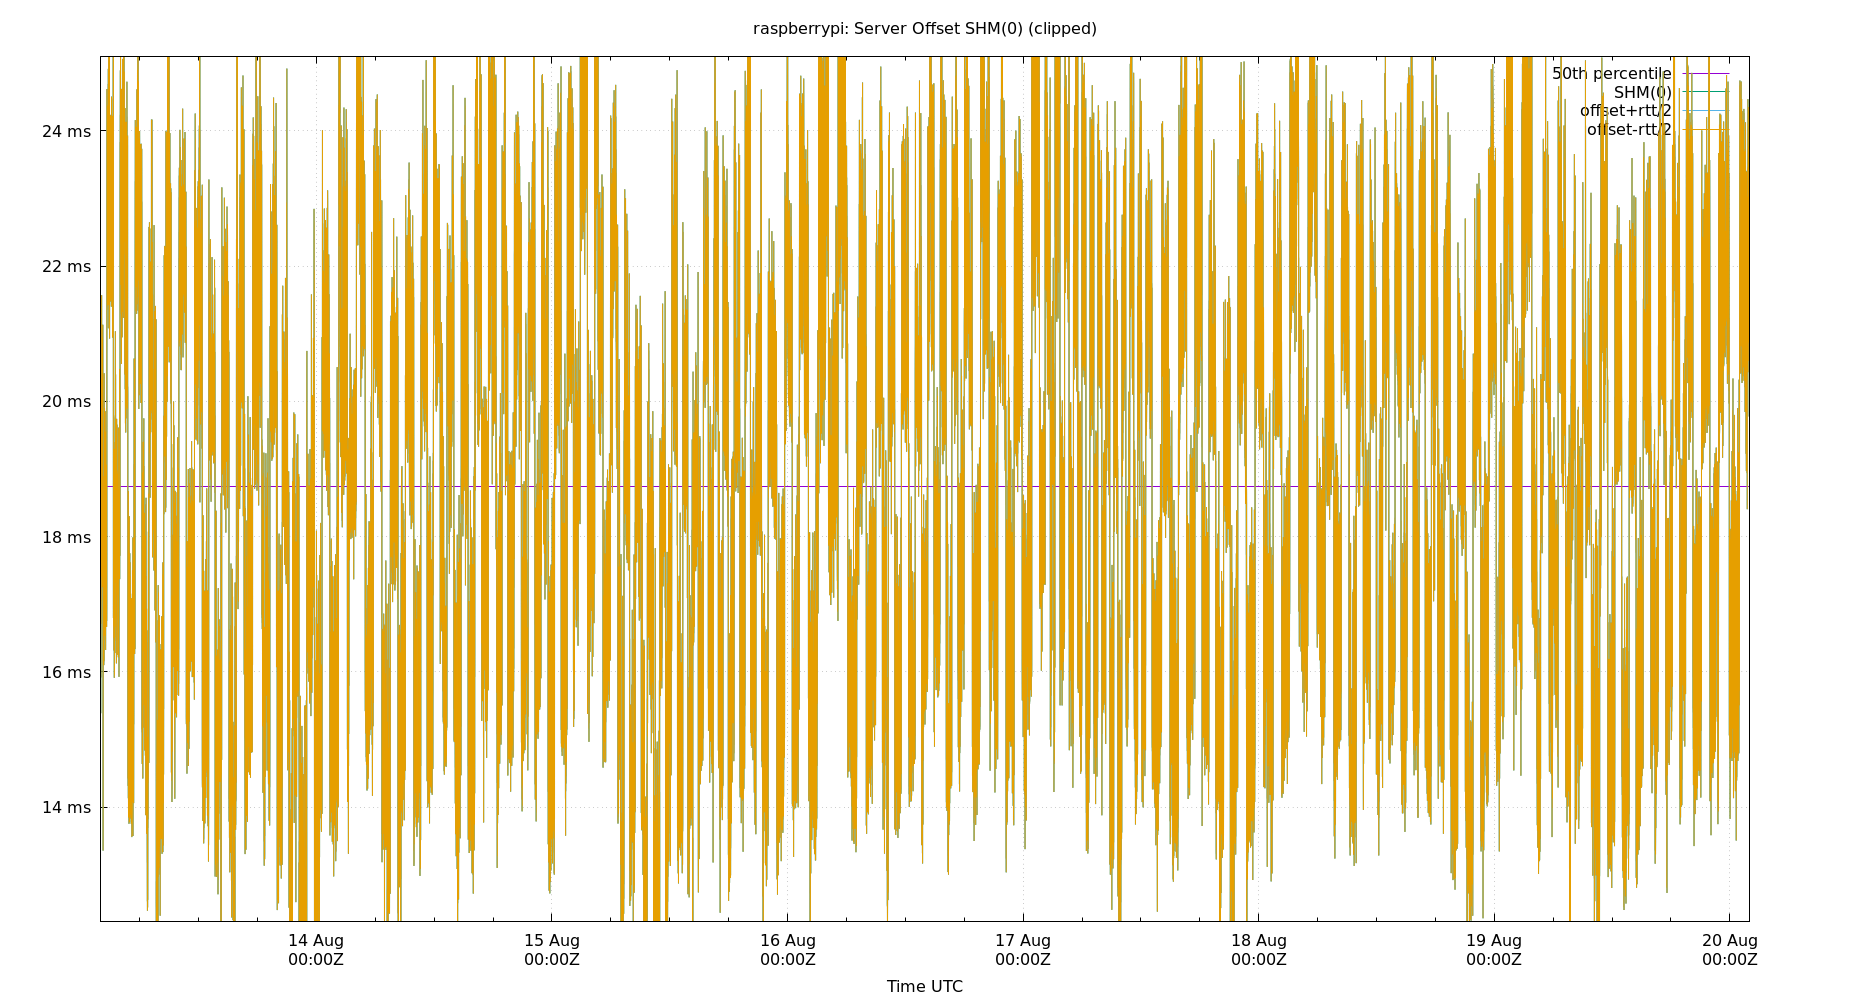 raspberrypi: Server Offset SHM(0) (clipped)
50th percentile
SHM(0)
offset+rtt/2
offset-rtt/2
24 ms
22 ms
20 ms
18 ms
16 ms
14 ms
14 Aug 15 Aug 16 Aug 17 Aug 18 Aug 19 Aug 20 Aug
00:00Z 00:00Z 00:00Z 00:00Z 00:00Z 00:00Z 00:00Z
Time UTC